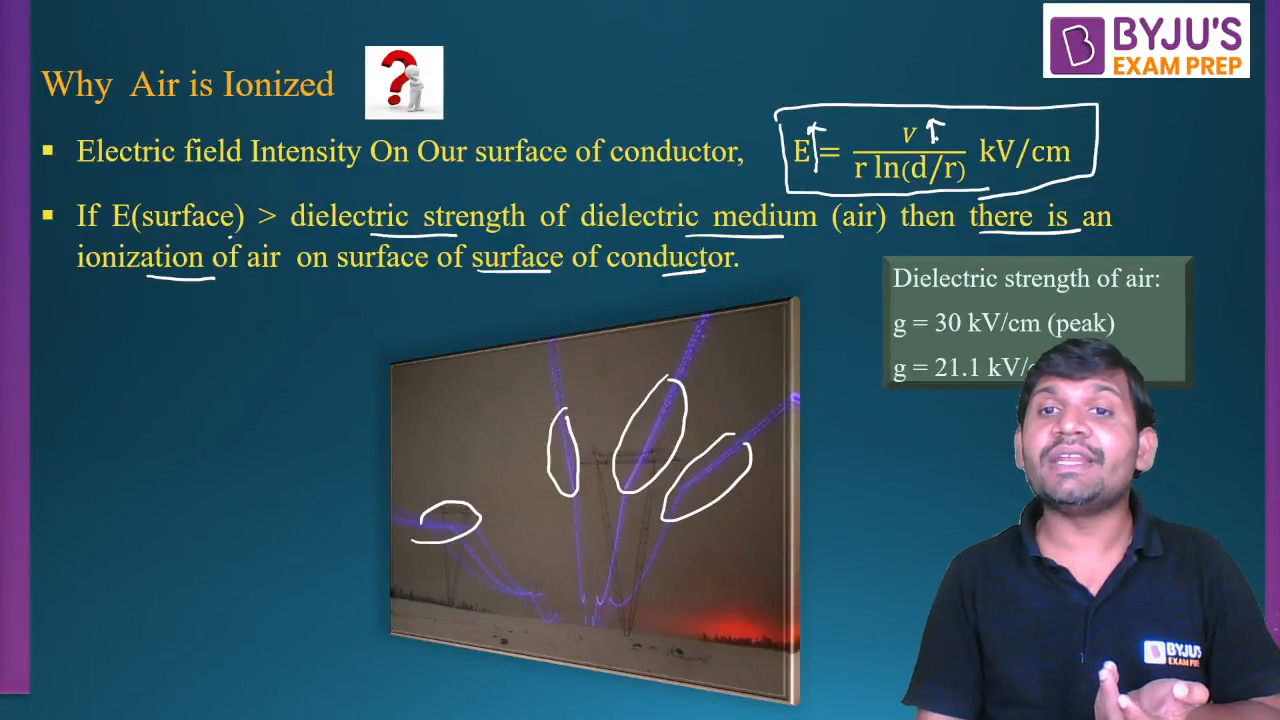 BYJU'S
EXAM PREP
Why Air is Ionized
Electric field Intensity On Our surface of conductor, E = V / r ln(d/r) kV/cm
If E(surface) > dielectric strength of dielectric medium (air) then there is an
ionization of air on surface of surface of conductor.
Dielectric strength of air:
g = 30 kV/cm (peak)
g = 21.1 kV/c
BYJU'S
EXAM PREP